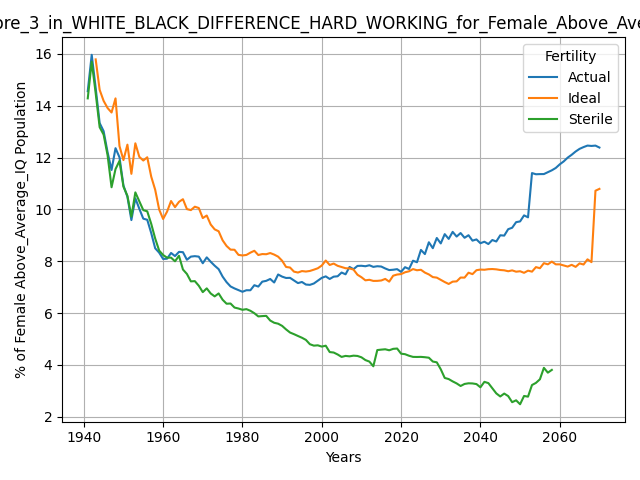 ore_3_in_WHITE_BLACK_DIFFERENCE_HARD_WORKING_for_Female_Above_Ave
Fertility
Actual
Ideal
Sterile
% of Female Above_Average_IQ Population
16
14
12
10
8
6
4
2
1940 1960 1980 2000 2020 2040 2060
Years